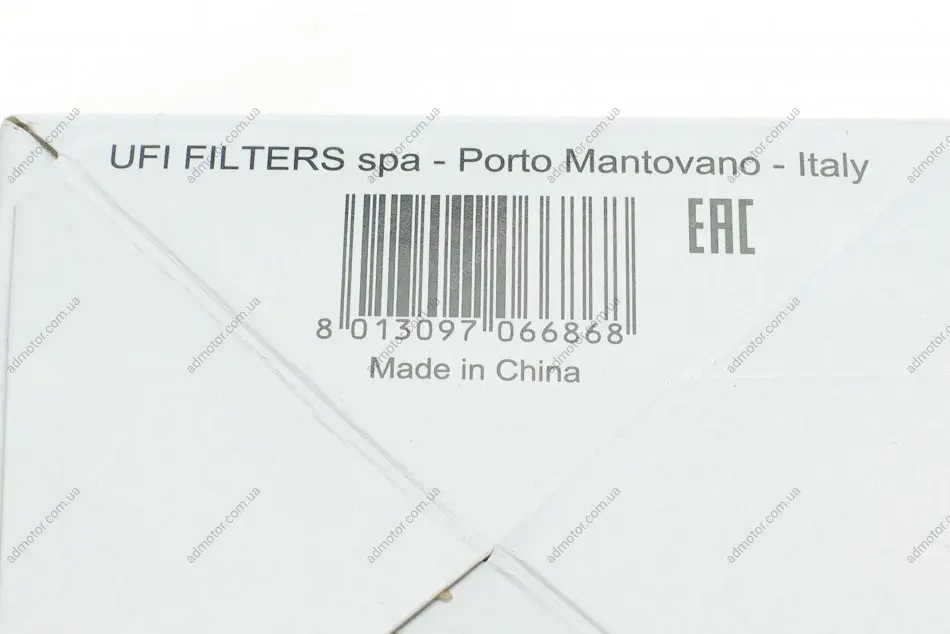 UFI FILTERS spa - Porto Mantovano - Italy
EAC
8 013097 066868
Made in China
admotor.com.ua